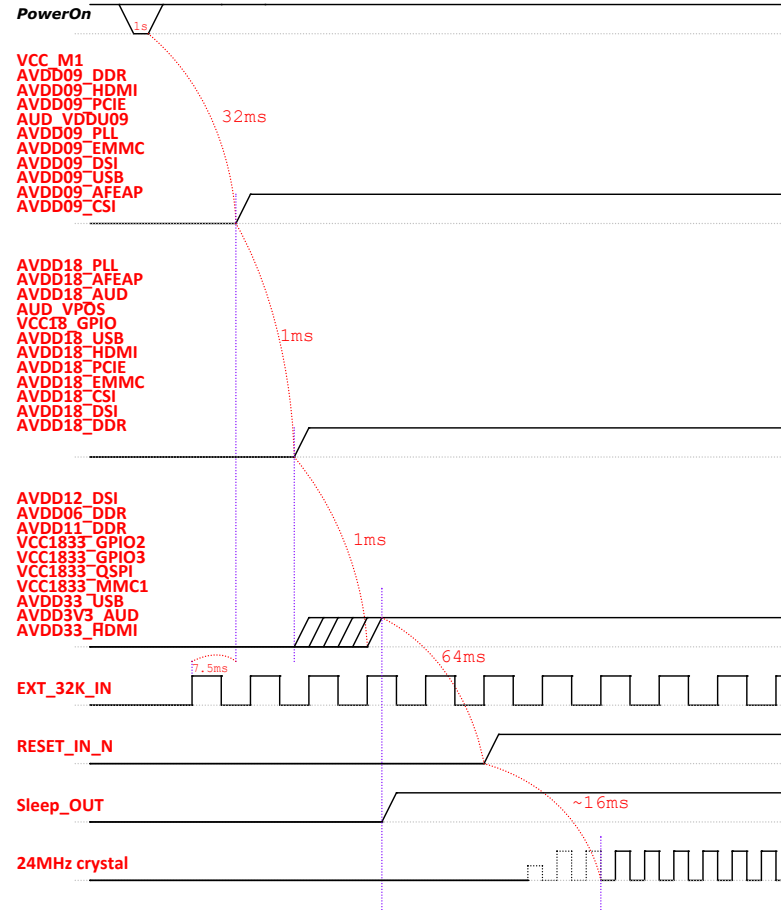 PowerOn
1s
VCC_M1
AVDD09_DDR
AVDD09_HDMI
AVDD09_PCIE
AUD_VDDU09
AVDD09_PLL
AVDD09_EMMC
AVDD09_DSI
AVDD09_USB
AVDD09_AFEAP
AVDD09_CSI
32ms
AVDD18_PLL
AVDD18_AFEAP
AVDD18_AUD
AUD_VPOS
VCC18_GPIO
AVDD18_USB
AVDD18_HDMI
AVDD18_PCIE
AVDD18_EMMC
AVDD18_CSI
AVDD18_DSI
AVDD18_DDR
1ms
AVDD12_DSI
AVDD06_DDR
AVDD11_DDR
VCC1833_GPIO2
VCC1833_GPIO3
VCC1833_QSPI
VCC1833_MMC1
AVDD33_USB
AVDD3V3_AUD
AVDD33_HDMI
1ms
64ms
7.5ms
EXT_32K_IN
RESET_IN_N
Sleep_OUT
~16ms
24MHz crystal